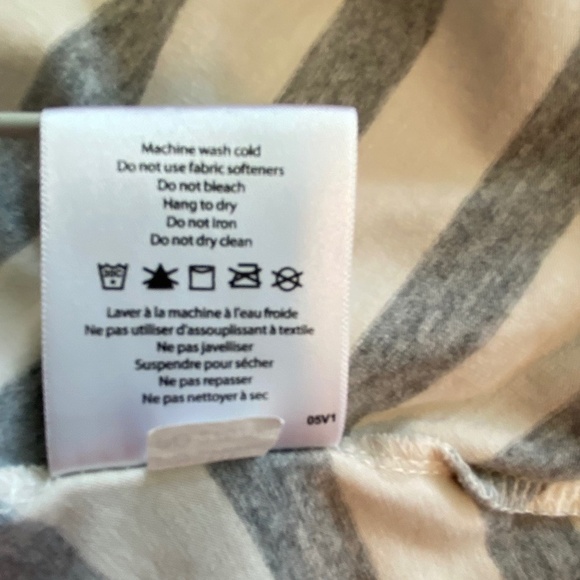 Machine wash cold
Do not use fabric softeners
Do not bleach
Hang to dry
Do not iron
Do not dry clean
30C
Laver à la machine à l'eau froide
Ne pas utiliser d'assouplissant à textile
Ne pas javelliser
Suspendre pour sécher
Ne pas repasser
Ne pas nettoyer à sec
05V1